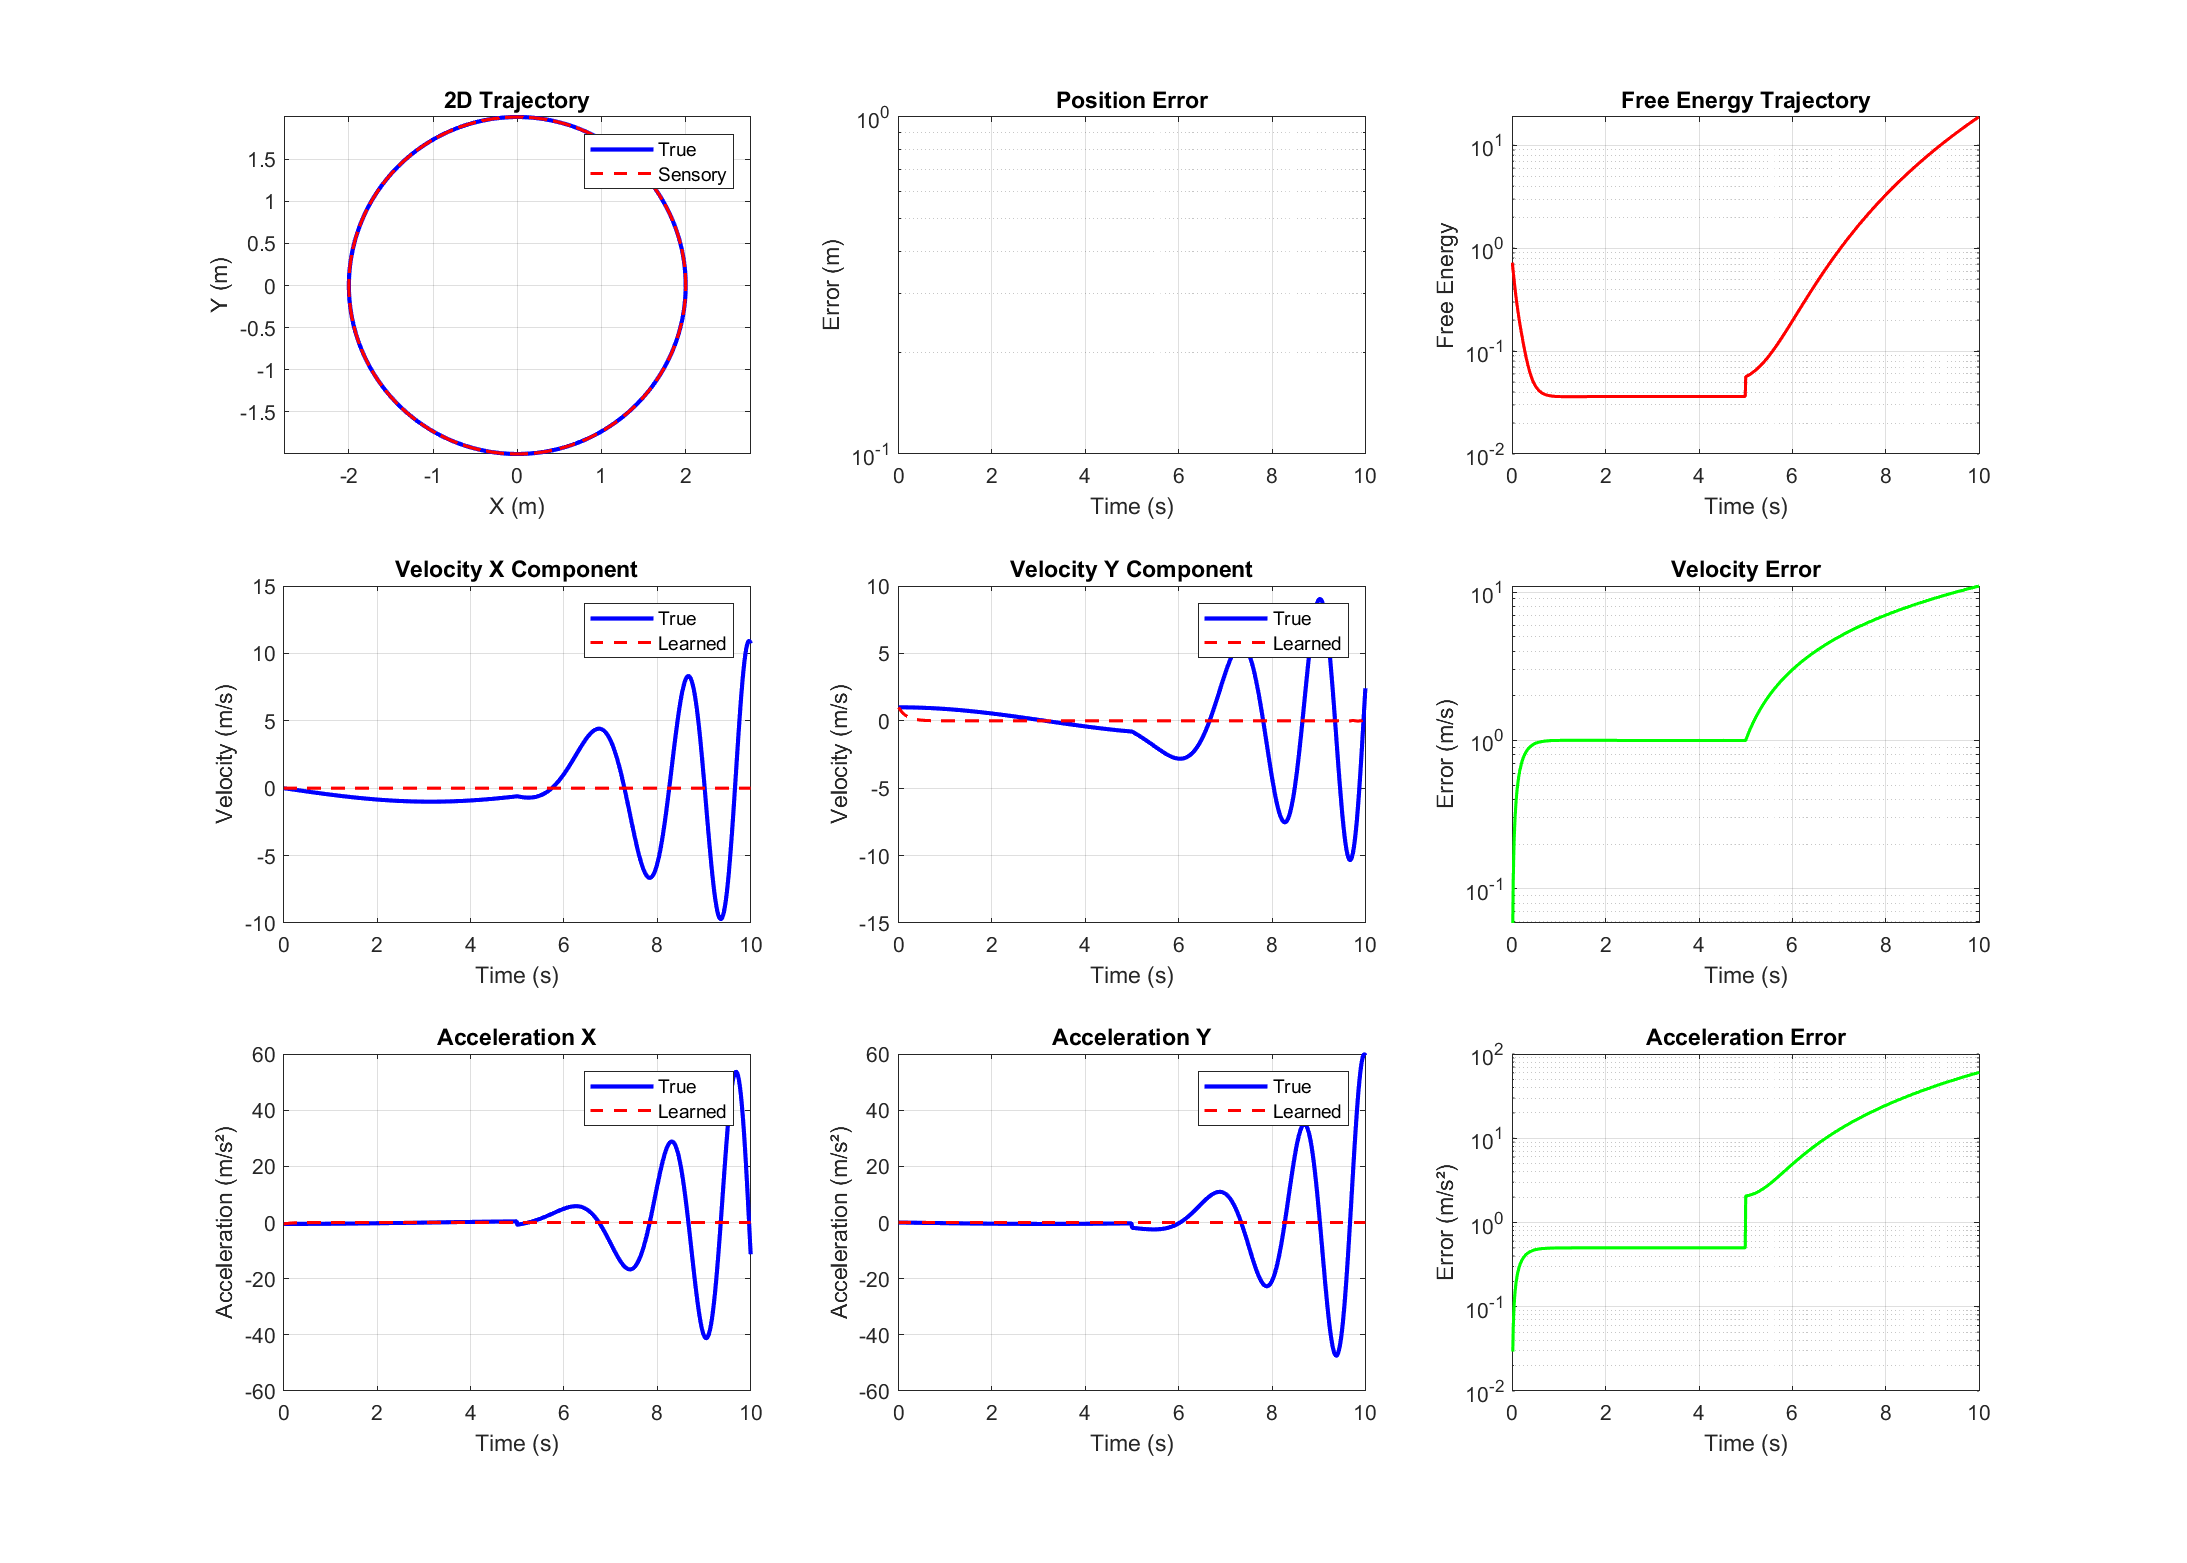 2D Trajectory
True
Sensory
1.5
1
0.5
0
-0.5
-1
-1.5
Y (m)
-2 -1 0 1 2
X (m)
Position Error
10^0
10^-1
Error (m)
0 2 4 6 8 10
Time (s)
Free Energy Trajectory
10^1
10^0
10^-1
10^-2
Free Energy
0 2 4 6 8 10
Time (s)
Velocity X Component
True
Learned
15
10
5
0
-5
-10
Velocity (m/s)
0 2 4 6 8 10
Time (s)
Velocity Y Component
True
Learned
10
5
0
-5
-10
-15
Velocity (m/s)
0 2 4 6 8 10
Time (s)
Velocity Error
10^1
10^0
10^-1
Error (m/s)
0 2 4 6 8 10
Time (s)
Acceleration X
True
Learned
60
40
20
0
-20
-40
-60
Acceleration (m/s²)
0 2 4 6 8 10
Time (s)
Acceleration Y
True
Learned
60
40
20
0
-20
-40
-60
Acceleration (m/s²)
0 2 4 6 8 10
Time (s)
Acceleration Error
10^2
10^1
10^0
10^-1
10^-2
Error (m/s²)
0 2 4 6 8 10
Time (s)